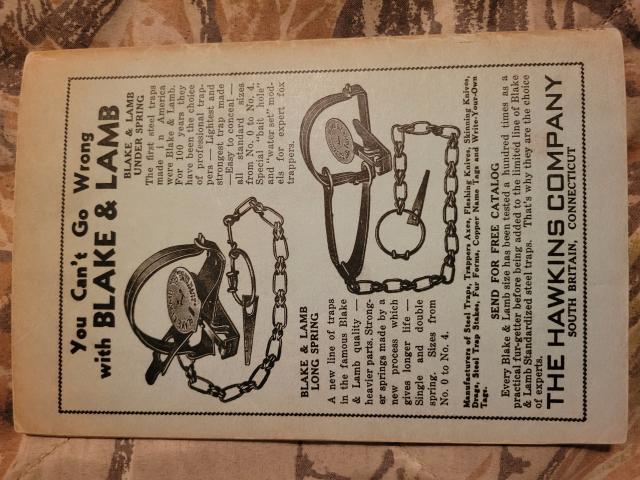 You Can't Go Wrong
with BLAKE & LAMB
BLAKE & LAMB
UNDER SPRING
The first steel traps
made in America
were Blake & Lamb.
For 100 years they
have been the choice
of professional trap-
pers — Lightest and
strongest trap made
— Easy to conceal —
all standard sizes
from No. 0 to No. 4.
Special "bait hole"
and "water set" mod-
els for expert fox
trappers.
BLAKE & LAMB
LONG SPRING
A new line of traps
in the famous Blake
& Lamb quality —
heavier parts. Strong-
er springs made by a
new process which
gives longer life —
Single and double
spring. Sizes from
No. 0 to No. 4.
Manufacturers of Steel Traps, Trappers Axes, Fleshing Knives, Skinning Knives,
Drags, Steel Trap Stakes, Fur Forms, Copper Name Tags and Write-Your-Own
Tags.
SEND FOR FREE CATALOG
Every Blake & Lamb size has been tested a hundred times as a
practical fur-getter before being added to the limited line of Blake
& Lamb Standardized steel traps. That's why they are the choice
of experts.
THE HAWKINS COMPANY
SOUTH BRITAIN, CONNECTICUT